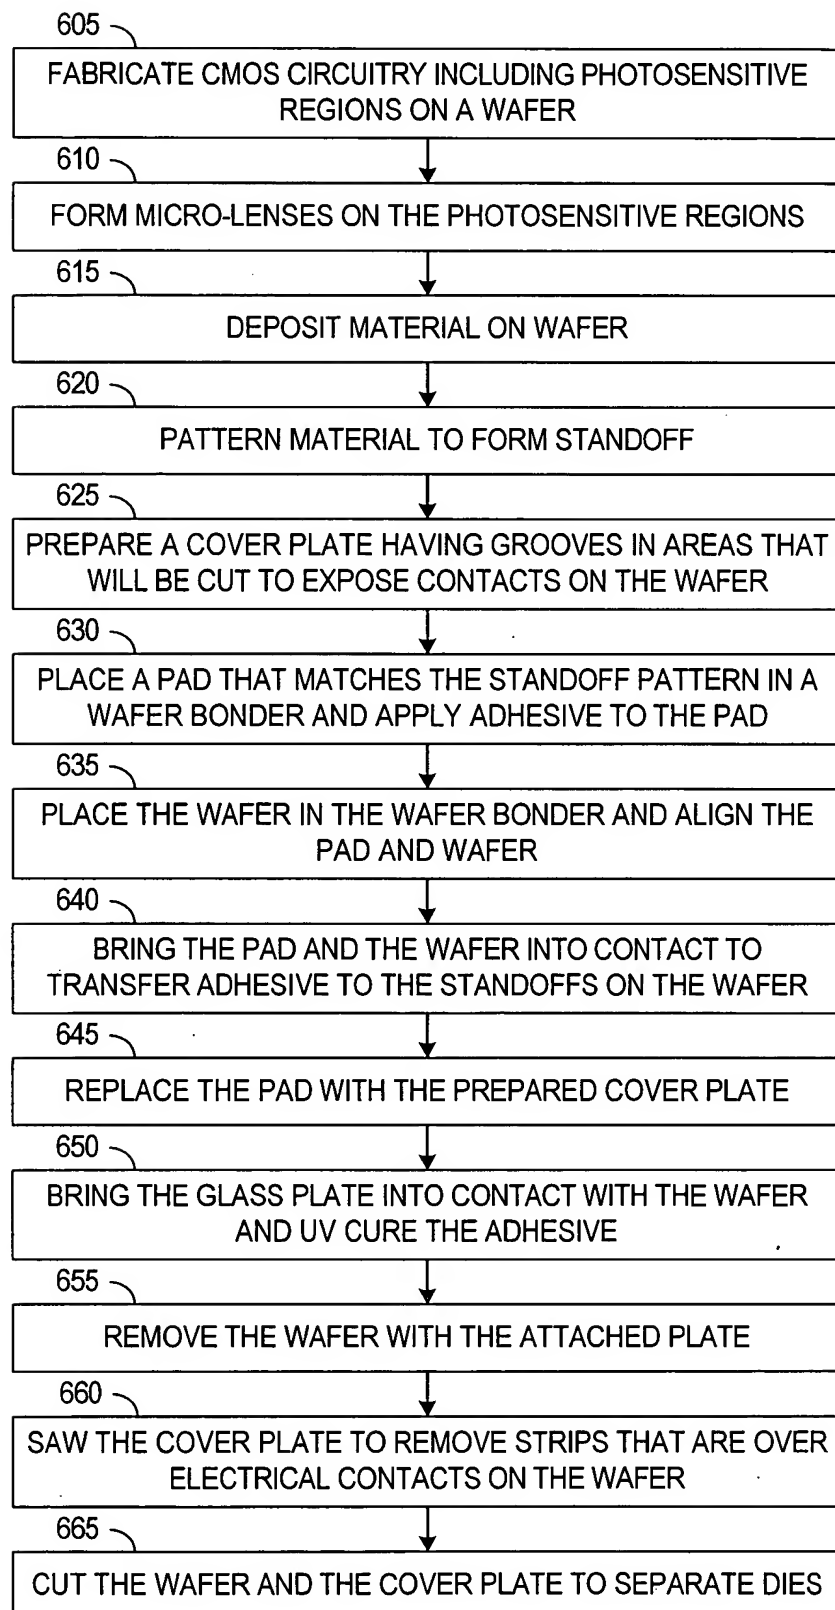 605
FABRICATE CMOS CIRCUITRY INCLUDING PHOTOSENSITIVE
REGIONS ON A WAFER
610
FORM MICRO-LENSES ON THE PHOTOSENSITIVE REGIONS
615
DEPOSIT MATERIAL ON WAFER
620
PATTERN MATERIAL TO FORM STANDOFF
625
PREPARE A COVER PLATE HAVING GROOVES IN AREAS THAT
WILL BE CUT TO EXPOSE CONTACTS ON THE WAFER
630
PLACE A PAD THAT MATCHES THE STANDOFF PATTERN IN A
WAFER BONDER AND APPLY ADHESIVE TO THE PAD
635
PLACE THE WAFER IN THE WAFER BONDER AND ALIGN THE
PAD AND WAFER
640
BRING THE PAD AND THE WAFER INTO CONTACT TO
TRANSFER ADHESIVE TO THE STANDOFFS ON THE WAFER
645
REPLACE THE PAD WITH THE PREPARED COVER PLATE
650
BRING THE GLASS PLATE INTO CONTACT WITH THE WAFER
AND UV CURE THE ADHESIVE
655
REMOVE THE WAFER WITH THE ATTACHED PLATE
660
SAW THE COVER PLATE TO REMOVE STRIPS THAT ARE OVER
ELECTRICAL CONTACTS ON THE WAFER
665
CUT THE WAFER AND THE COVER PLATE TO SEPARATE DIES